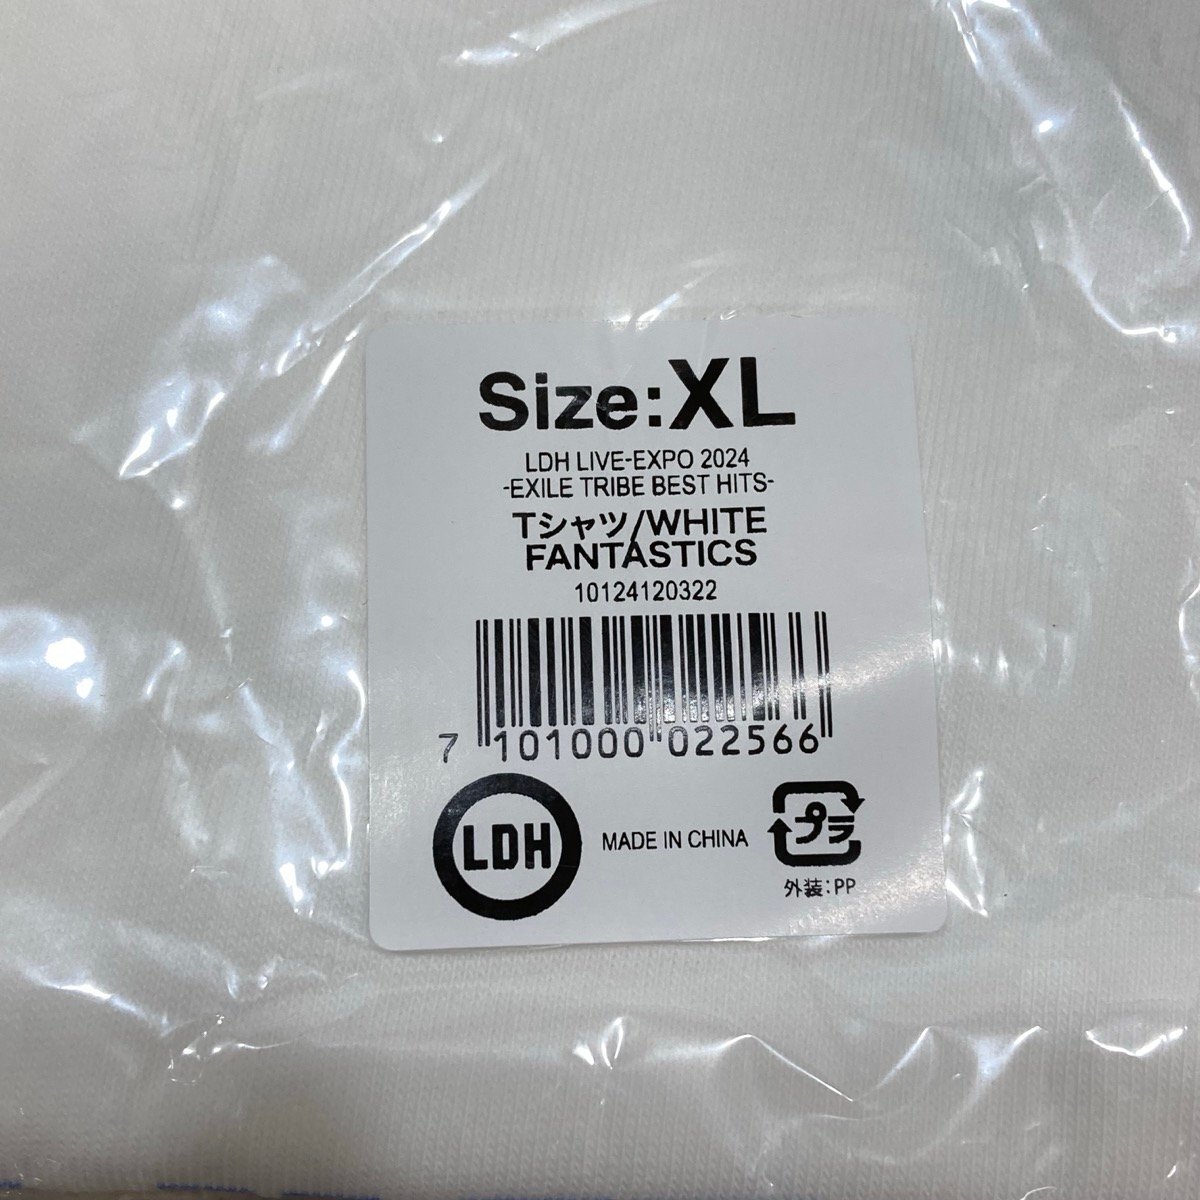 Size:XL
LDH LIVE-EXPO 2024
-EXILE TRIBE BEST HITS-
Tシャツ/WHITE
FANTASTICS
10124120322
7 101000 022566
LDH
MADE IN CHINA
プラ
外装:PP